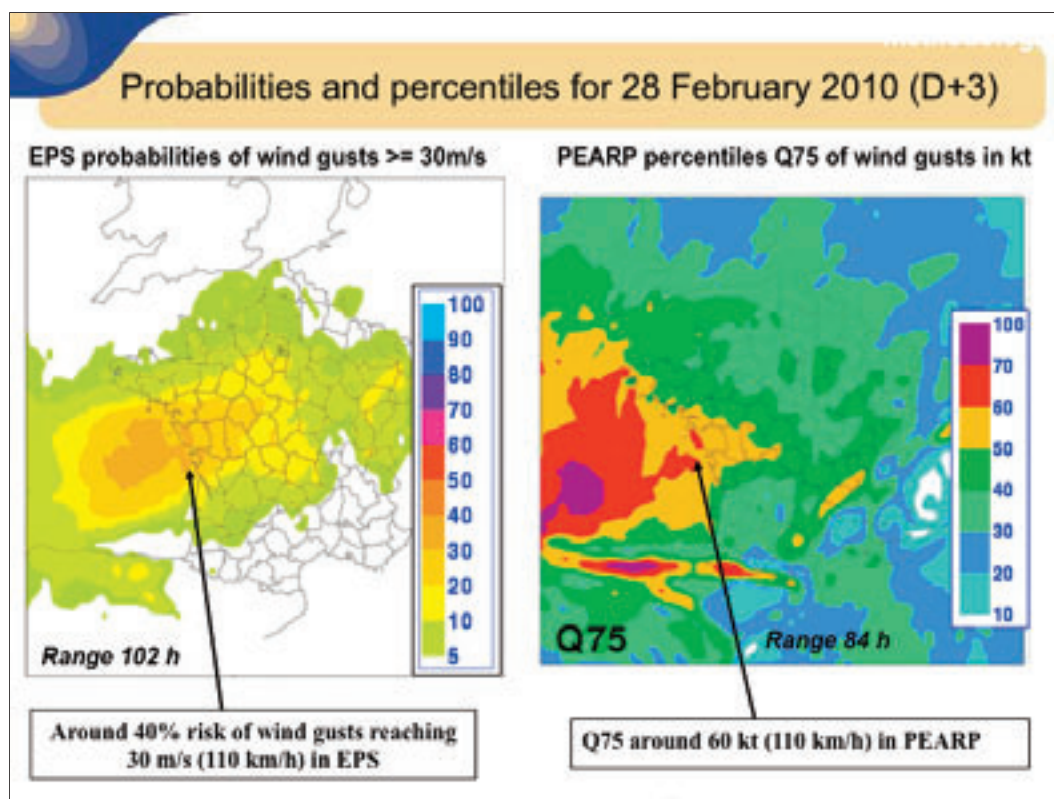 Probabilities and percentiles for 28 February 2010 (D+3)
EPS probabilities of wind gusts >= 30m/s
100
90
80
70
60
50
40
30
20
10
5
Range 102 h
Around 40% risk of wind gusts reaching
30 m/s (110 km/h) in EPS
PEARP percentiles Q75 of wind gusts in kt
100
70
60
50
40
30
20
10
Q75
Range 84 h
Q75 around 60 kt (110 km/h) in PEARP